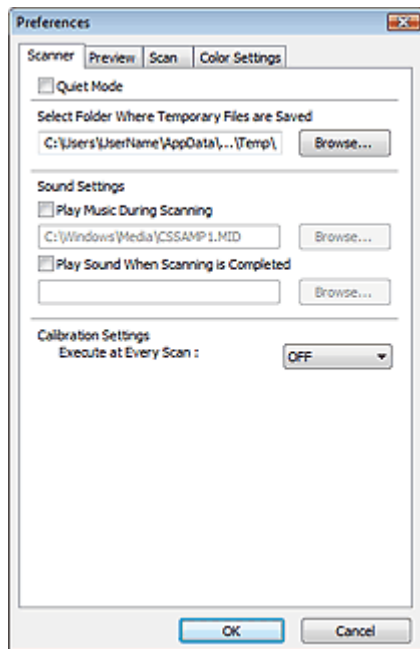 Preferences
Scanner Preview Scan Color Settings
Quiet Mode
Select Folder Where Temporary Files are Saved
C:\Users\UserName\AppData\...\Temp\ Browse...
Sound Settings
Play Music During Scanning
C:\Windows\Media\CSSAMP1.MID Browse...
Play Sound When Scanning is Completed
Browse...
Calibration Settings
Execute at Every Scan : OFF
OK Cancel